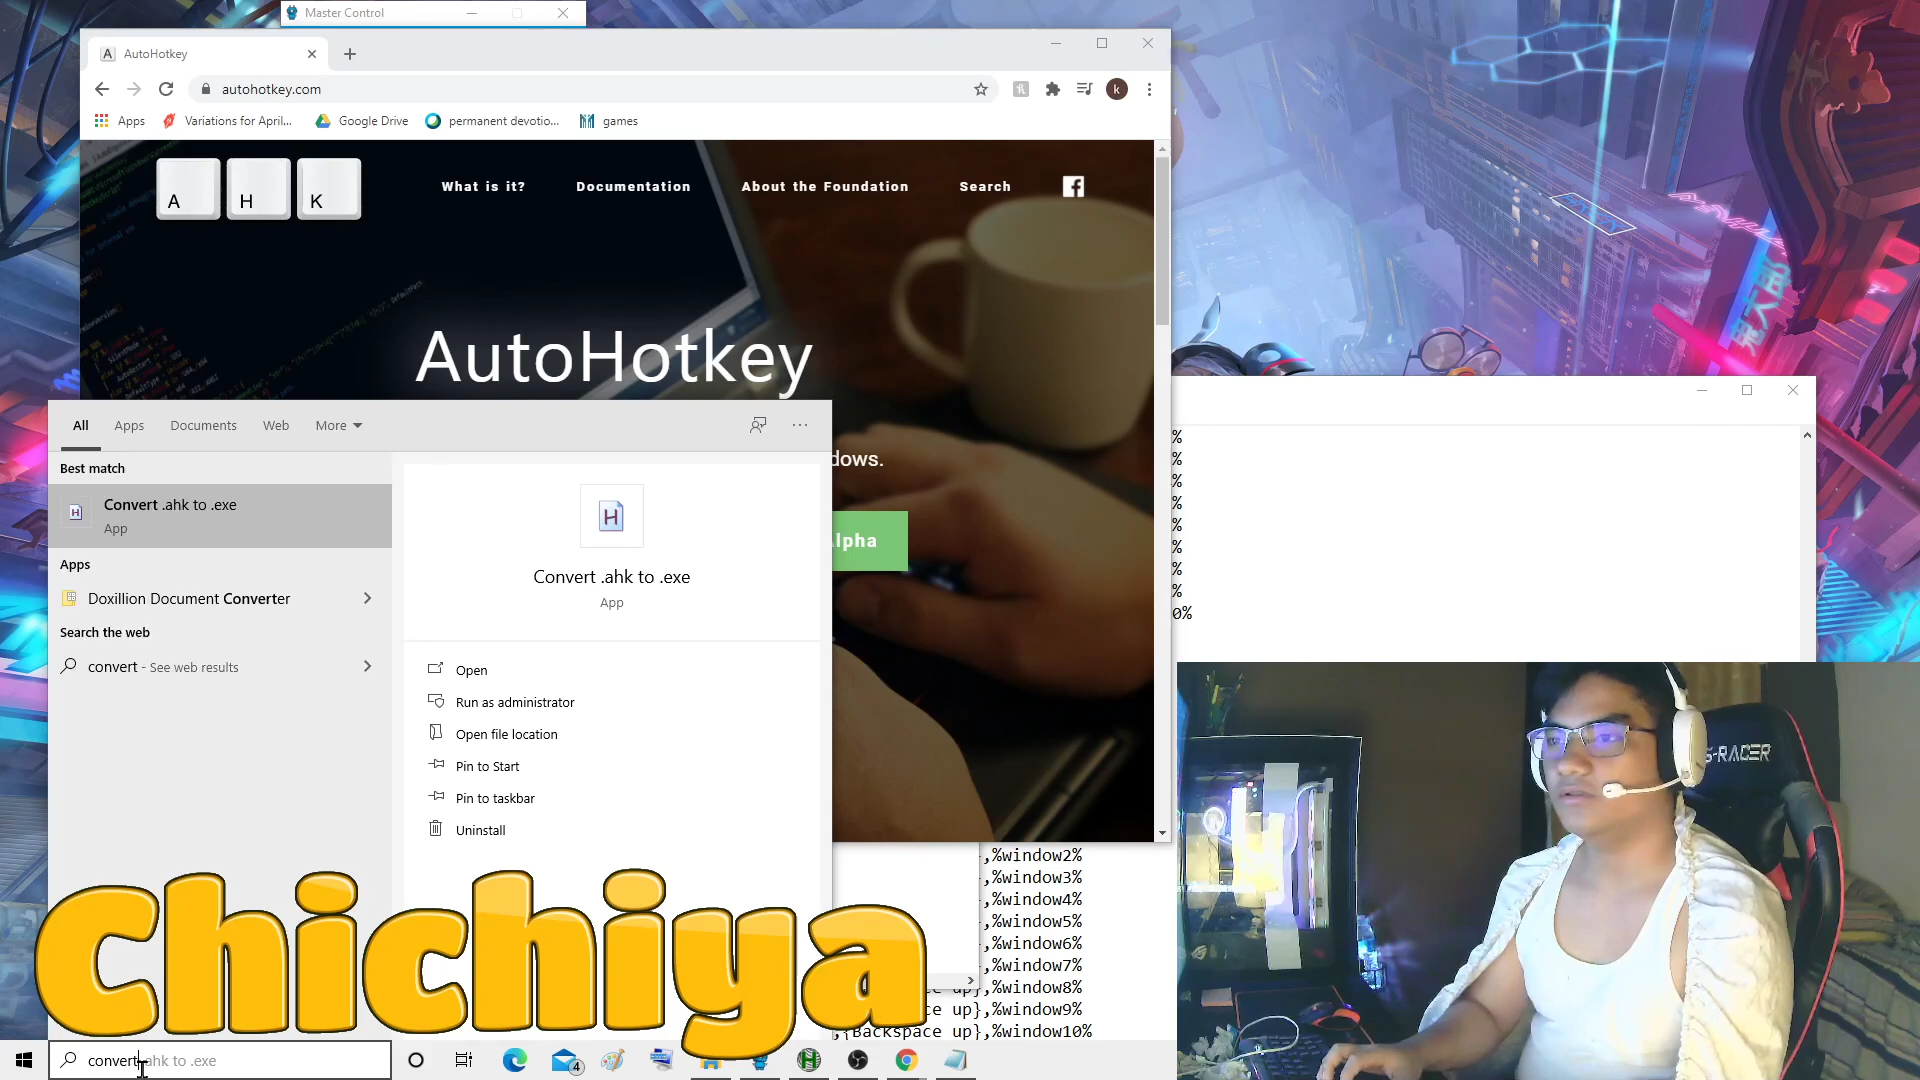 Master Control
AutoHotkey
autohotkey.com
k
Apps
Variations for April...
Google Drive
permanent devotio...
games
A H K
What is it?
Documentation
About the Foundation
Search
AutoHotkey
dows.
lpha
All
Apps
Documents
Web
More
Best match
Convert .ahk to .exe
App
Apps
Doxillion Document Converter
Search the web
convert - See web results
Convert .ahk to .exe
App
Open
Run as administrator
Open file location
Pin to Start
Pin to taskbar
Uninstall
%
%
%
%
%
%
%
%
0%
,%window2%
,%window3%
,%window4%
,%window5%
,%window6%
,%window7%
up},%window8%
up},%window9%
,{Backspace up},%window10%
Chichiya
convert .ahk to .exe
4
S-RACER